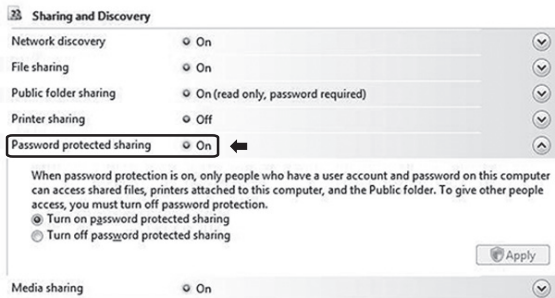 Sharing and Discovery
Network discovery On
File sharing On
Public folder sharing On (read only, password required)
Printer sharing Off
Password protected sharing On
When password protection is on, only people who have a user account and password on this computer
can access shared files, printers attached to this computer, and the Public folder. To give other people
access, you must turn off password protection.
Turn on password protected sharing
Turn off password protected sharing
Apply
Media sharing On